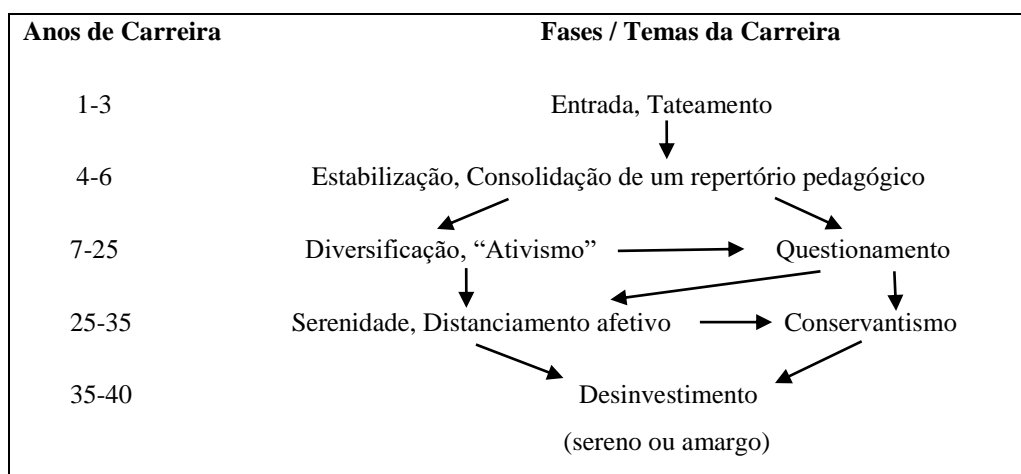 Anos de Carreira Fases / Temas da Carreira
1-3 Entrada, Tateamento
4-6 Estabilização, Consolidação de um repertório pedagógico
7-25 Diversificação, “Ativismo” Questionamento
25-35 Serenidade, Distanciamento afetivo Conservantismo
35-40 Desinvestimento
(sereno ou amargo)